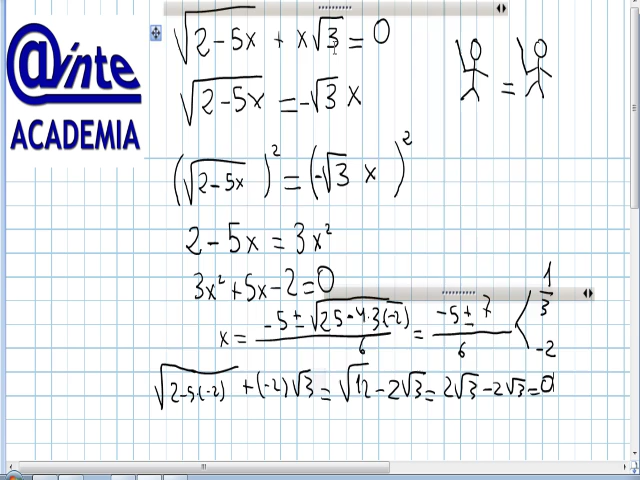 @inte
ACADEMIA
√(2-5x) + x√3 = 0
√(2-5x) = -√3 x
(√(2-5x))² = (-√3 x)²
2-5x = 3x²
3x²+5x-2=0
x = (-5±√(25-4·3(-2)))/6 = (-5±7)/6 < 1/3
-2
√(2-5·(-2)) + (-2)√3 = √12 - 2√3 = 2√3 - 2√3 = 0